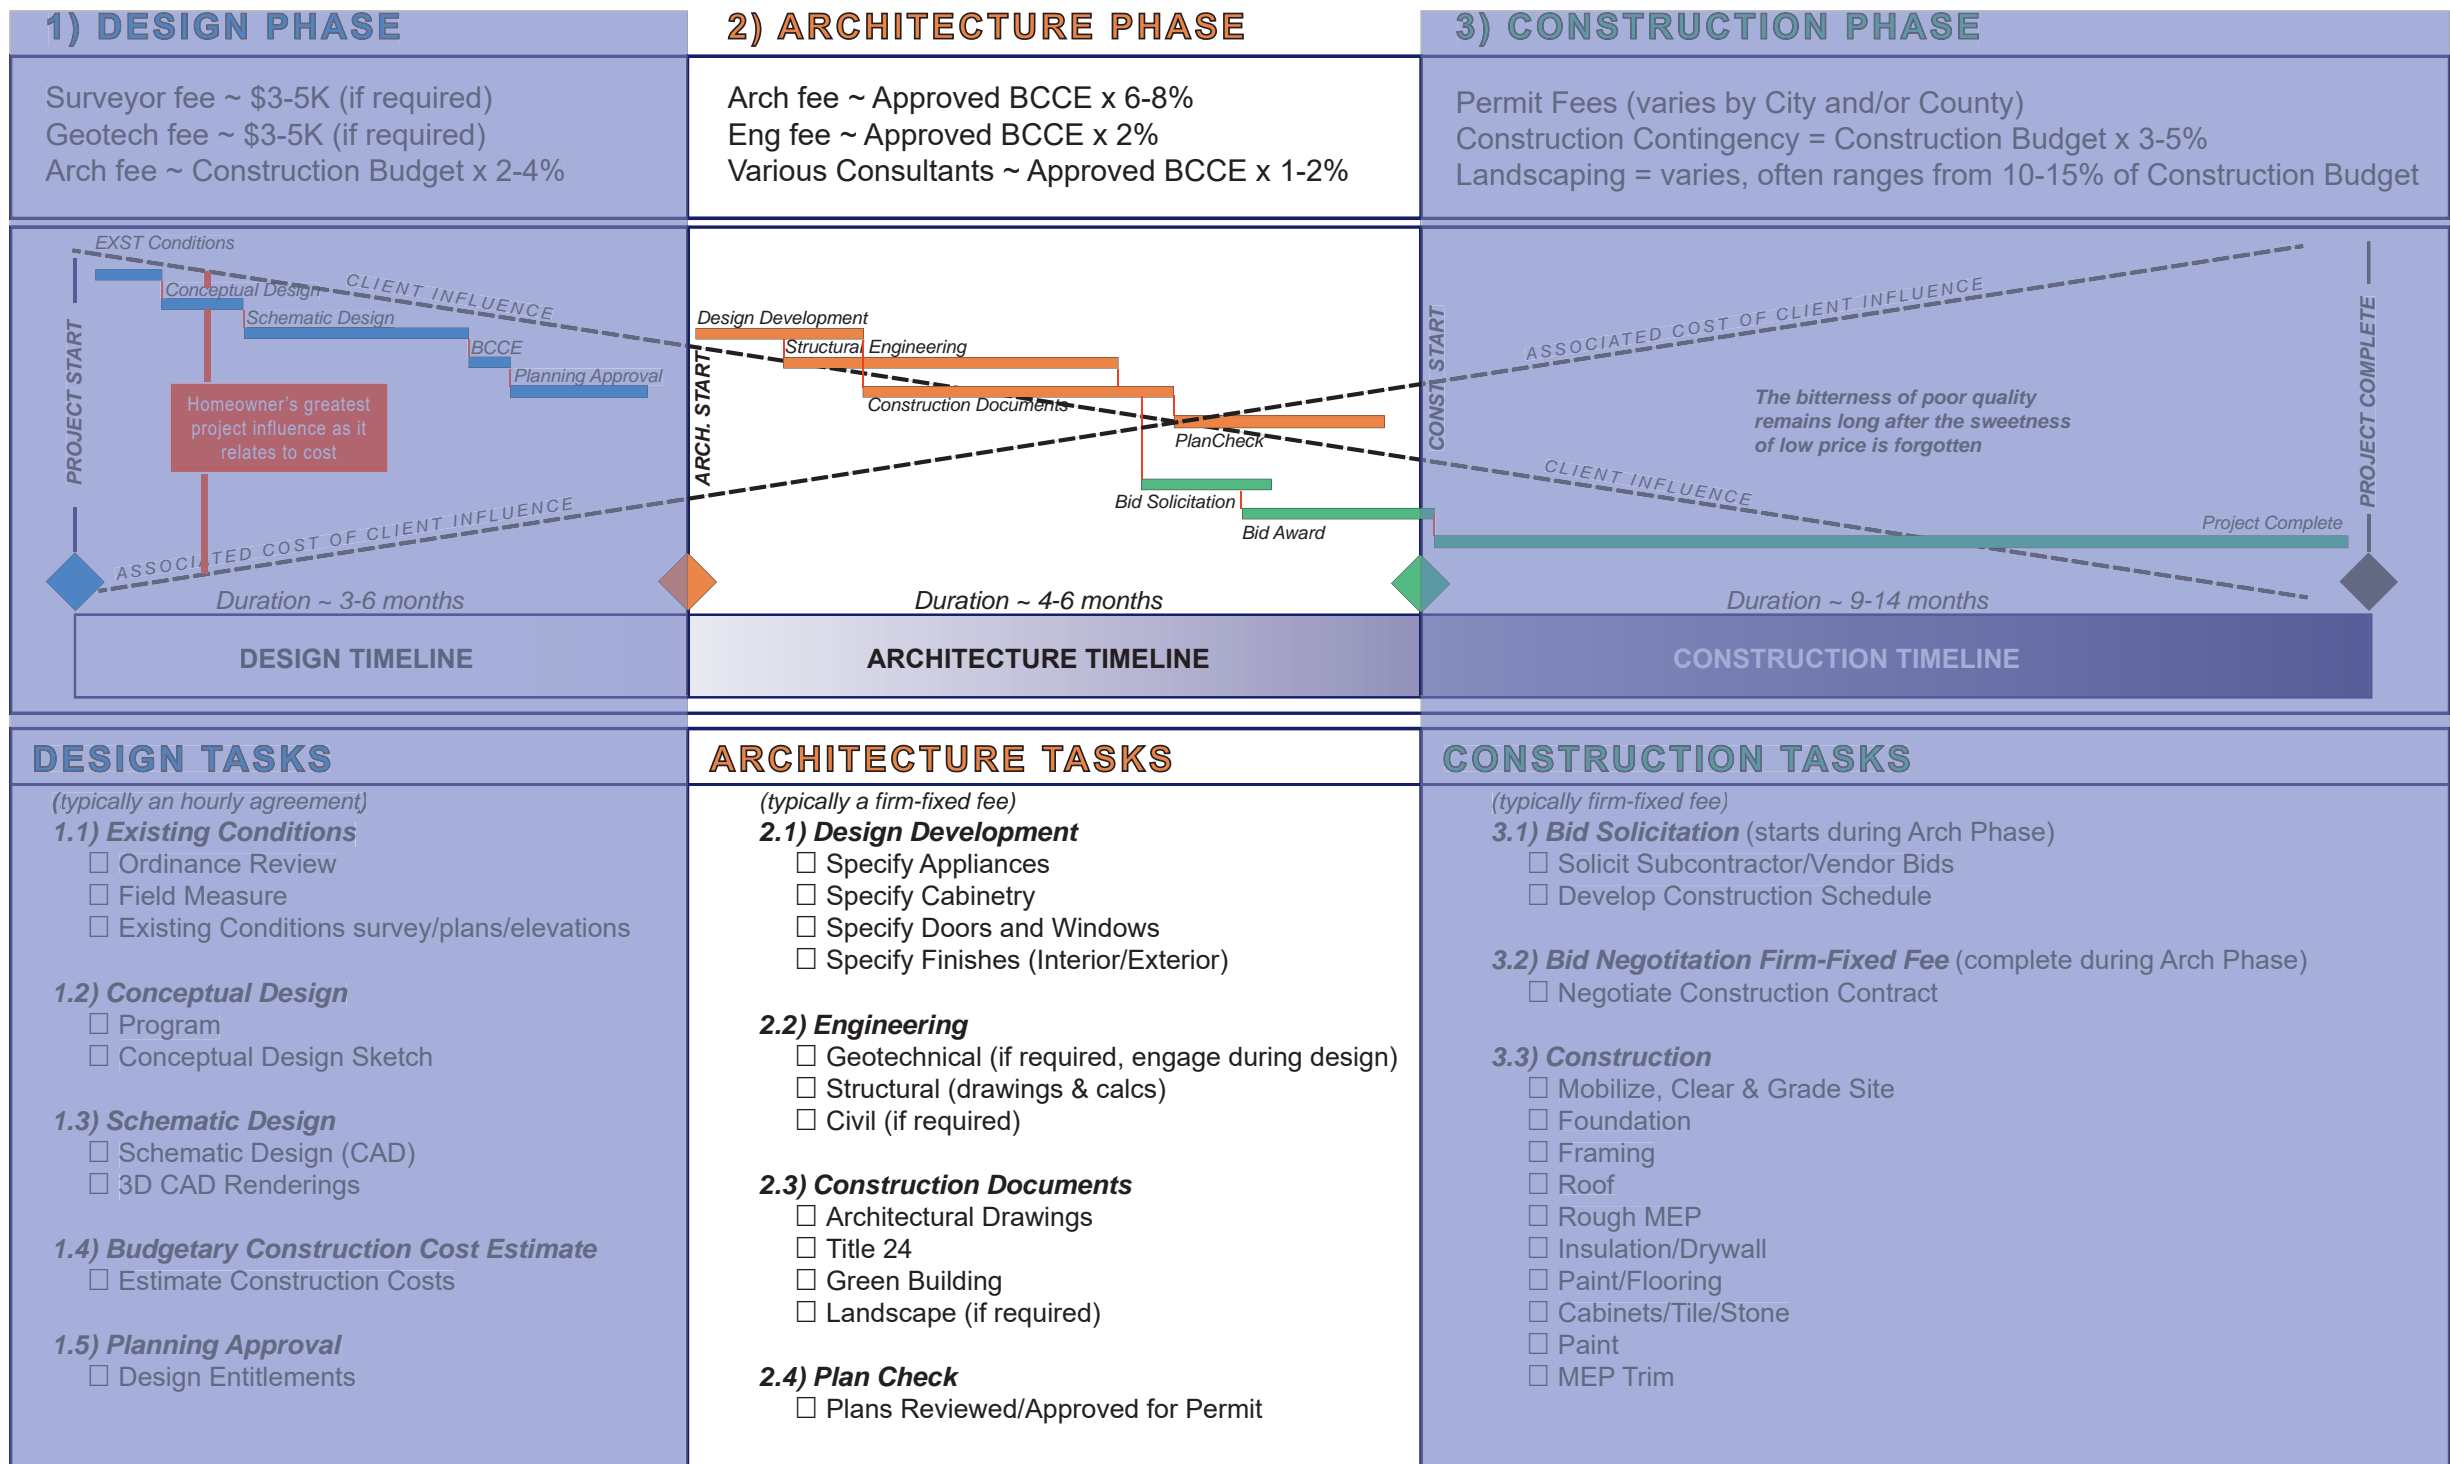 1) DESIGN PHASE
2) ARCHITECTURE PHASE
3) CONSTRUCTION PHASE
Surveyor fee ~ $3-5K (if required)
Geotech fee ~ $3-5K (if required)
Arch fee ~ Construction Budget x 2-4%
Arch fee ~ Approved BCCE x 6-8%
Eng fee ~ Approved BCCE x 2%
Various Consultants ~ Approved BCCE x 1-2%
Permit Fees (varies by City and/or County)
Construction Contingency = Construction Budget x 3-5%
Landscaping = varies, often ranges from 10-15% of Construction Budget
PROJECT START
EXST Conditions
Conceptual Design
Schematic Design
BCCE
Planning Approval
CLIENT INFLUENCE
Homeowner's greatest
project influence as it
relates to cost
ASSOCIATED COST OF CLIENT INFLUENCE
Duration ~ 3-6 months
DESIGN TIMELINE
ARCH. START
Design Development
Structural Engineering
Construction Documents
PlanCheck
Bid Solicitation
Bid Award
Duration ~ 4-6 months
ARCHITECTURE TIMELINE
CONST START
ASSOCIATED COST OF CLIENT INFLUENCE
The bitterness of poor quality
remains long after the sweetness
of low price is forgotten
CLIENT INFLUENCE
Project Complete
PROJECT COMPLETE
Duration ~ 9-14 months
CONSTRUCTION TIMELINE
DESIGN TASKS
(typically an hourly agreement)
1.1) Existing Conditions
☐ Ordinance Review
☐ Field Measure
☐ Existing Conditions survey/plans/elevations
1.2) Conceptual Design
☐ Program
☐ Conceptual Design Sketch
1.3) Schematic Design
☐ Schematic Design (CAD)
☐ 3D CAD Renderings
1.4) Budgetary Construction Cost Estimate
☐ Estimate Construction Costs
1.5) Planning Approval
☐ Design Entitlements
ARCHITECTURE TASKS
(typically a firm-fixed fee)
2.1) Design Development
☐ Specify Appliances
☐ Specify Cabinetry
☐ Specify Doors and Windows
☐ Specify Finishes (Interior/Exterior)
2.2) Engineering
☐ Geotechnical (if required, engage during design)
☐ Structural (drawings & calcs)
☐ Civil (if required)
2.3) Construction Documents
☐ Architectural Drawings
☐ Title 24
☐ Green Building
☐ Landscape (if required)
2.4) Plan Check
☐ Plans Reviewed/Approved for Permit
CONSTRUCTION TASKS
(typically firm-fixed fee)
3.1) Bid Solicitation (starts during Arch Phase)
☐ Solicit Subcontractor/Vendor Bids
☐ Develop Construction Schedule
3.2) Bid Negotitation Firm-Fixed Fee (complete during Arch Phase)
☐ Negotiate Construction Contract
3.3) Construction
☐ Mobilize, Clear & Grade Site
☐ Foundation
☐ Framing
☐ Roof
☐ Rough MEP
☐ Insulation/Drywall
☐ Paint/Flooring
☐ Cabinets/Tile/Stone
☐ Paint
☐ MEP Trim